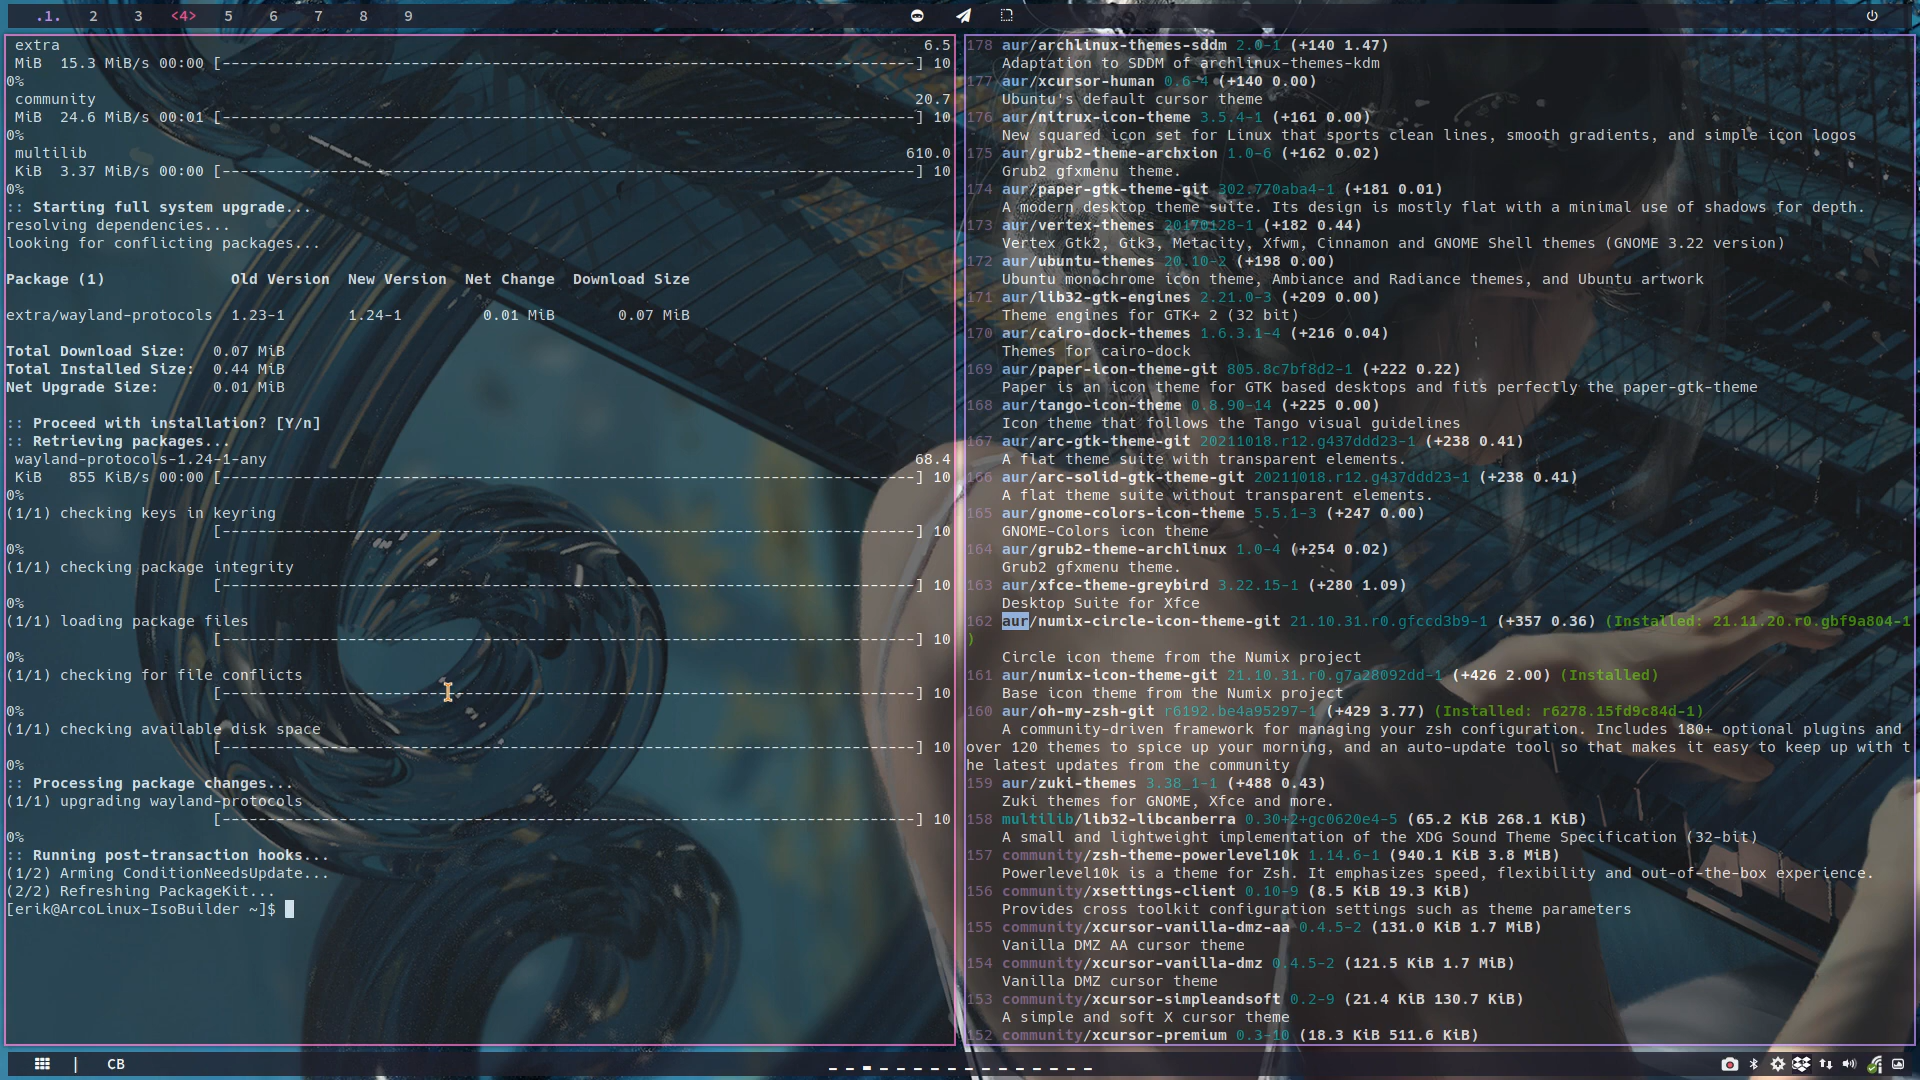 .1. 2 3 <4> 5 6 7 8 9
extra 6.5
MiB 15.3 MiB/s 00:00 [------------------------------------------------------------------------------] 10
0%
community 20.7
MiB 24.6 MiB/s 00:01 [------------------------------------------------------------------------------] 10
0%
multilib 610.0
KiB 3.37 MiB/s 00:00 [------------------------------------------------------------------------------] 10
0%
:: Starting full system upgrade...
resolving dependencies...
looking for conflicting packages...
Package (1) Old Version New Version Net Change Download Size
extra/wayland-protocols 1.23-1 1.24-1 0.01 MiB 0.07 MiB
Total Download Size: 0.07 MiB
Total Installed Size: 0.44 MiB
Net Upgrade Size: 0.01 MiB
:: Proceed with installation? [Y/n]
:: Retrieving packages...
wayland-protocols-1.24-1-any 68.4
KiB 855 KiB/s 00:00 [------------------------------------------------------------------------------] 10
0%
(1/1) checking keys in keyring
[------------------------------------------------------------------------------] 10
0%
(1/1) checking package integrity
[------------------------------------------------------------------------------] 10
0%
(1/1) loading package files
[------------------------------------------------------------------------------] 10
0%
(1/1) checking for file conflicts
[------------------------------------------------------------------------------] 10
0%
(1/1) checking available disk space
[------------------------------------------------------------------------------] 10
0%
:: Processing package changes...
(1/1) upgrading wayland-protocols
[------------------------------------------------------------------------------] 10
0%
:: Running post-transaction hooks...
(1/2) Arming ConditionNeedsUpdate...
(2/2) Refreshing PackageKit...
[erik@ArcoLinux-IsoBuilder ~]$
178 aur/archlinux-themes-sddm 2.0-1 (+140 1.47)
Adaptation to SDDM of archlinux-themes-kdm
177 aur/xcursor-human 0.6-4 (+140 0.00)
Ubuntu's default cursor theme
176 aur/nitrux-icon-theme 3.5.4-1 (+161 0.00)
New squared icon set for Linux that sports clean lines, smooth gradients, and simple icon logos
175 aur/grub2-theme-archxion 1.0-6 (+162 0.02)
Grub2 gfxmenu theme.
174 aur/paper-gtk-theme-git 302.770aba4-1 (+181 0.01)
A modern desktop theme suite. Its design is mostly flat with a minimal use of shadows for depth.
173 aur/vertex-themes 20170128-1 (+182 0.44)
Vertex Gtk2, Gtk3, Metacity, Xfwm, Cinnamon and GNOME Shell themes (GNOME 3.22 version)
172 aur/ubuntu-themes 20.10-2 (+198 0.00)
Ubuntu monochrome icon theme, Ambiance and Radiance themes, and Ubuntu artwork
171 aur/lib32-gtk-engines 2.21.0-3 (+209 0.00)
Theme engines for GTK+ 2 (32 bit)
170 aur/cairo-dock-themes 1.6.3.1-4 (+216 0.04)
Themes for cairo-dock
169 aur/paper-icon-theme-git 805.8c7bf8d2-1 (+222 0.22)
Paper is an icon theme for GTK based desktops and fits perfectly the paper-gtk-theme
168 aur/tango-icon-theme 0.8.90-14 (+225 0.00)
Icon theme that follows the Tango visual guidelines
167 aur/arc-gtk-theme-git 20211018.r12.g437ddd23-1 (+238 0.41)
A flat theme suite with transparent elements.
166 aur/arc-solid-gtk-theme-git 20211018.r12.g437ddd23-1 (+238 0.41)
A flat theme suite without transparent elements.
165 aur/gnome-colors-icon-theme 5.5.1-3 (+247 0.00)
GNOME-Colors icon theme
164 aur/grub2-theme-archlinux 1.0-4 (+254 0.02)
Grub2 gfxmenu theme.
163 aur/xfce-theme-greybird 3.22.15-1 (+280 1.09)
Desktop Suite for Xfce
162 aur/numix-circle-icon-theme-git 21.10.31.r0.gfccd3b9-1 (+357 0.36) (Installed: 21.11.20.r0.gbf9a804-1
)
Circle icon theme from the Numix project
161 aur/numix-icon-theme-git 21.10.31.r0.g7a28092dd-1 (+426 2.00) (Installed)
Base icon theme from the Numix project
160 aur/oh-my-zsh-git r6192.be4a95297-1 (+429 3.77) (Installed: r6278.15fd9c84d-1)
A community-driven framework for managing your zsh configuration. Includes 180+ optional plugins and
over 120 themes to spice up your morning, and an auto-update tool so that makes it easy to keep up with t
he latest updates from the community
159 aur/zuki-themes 3.38_1-1 (+488 0.43)
Zuki themes for GNOME, Xfce and more.
158 multilib/lib32-libcanberra 0.30+2+gc0620e4-5 (65.2 KiB 268.1 KiB)
A small and lightweight implementation of the XDG Sound Theme Specification (32-bit)
157 community/zsh-theme-powerlevel10k 1.14.6-1 (940.1 KiB 3.8 MiB)
Powerlevel10k is a theme for Zsh. It emphasizes speed, flexibility and out-of-the-box experience.
156 community/xsettings-client 0.10-9 (8.5 KiB 19.3 KiB)
Provides cross toolkit configuration settings such as theme parameters
155 community/xcursor-vanilla-dmz-aa 0.4.5-2 (131.0 KiB 1.7 MiB)
Vanilla DMZ AA cursor theme
154 community/xcursor-vanilla-dmz 0.4.5-2 (121.5 KiB 1.7 MiB)
Vanilla DMZ cursor theme
153 community/xcursor-simpleandsoft 0.2-9 (21.4 KiB 130.7 KiB)
A simple and soft X cursor theme
152 community/xcursor-premium 0.3-10 (18.3 KiB 511.6 KiB)
| CB